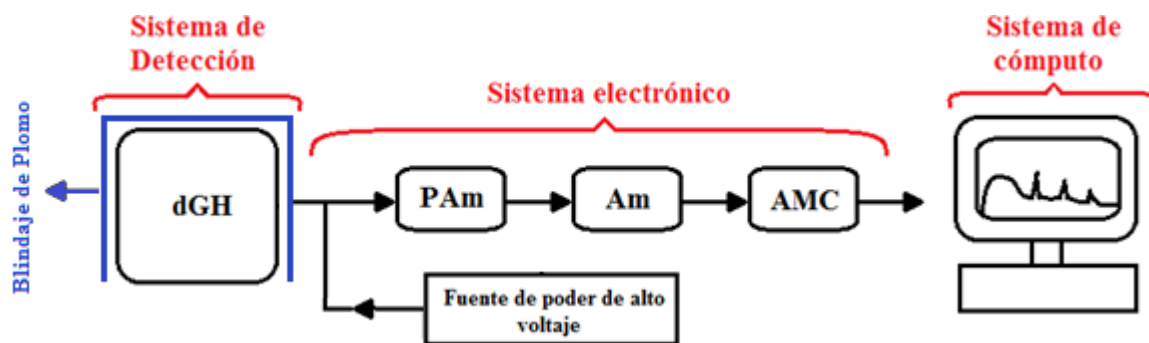 Sistema de
Detección
Sistema electrónico
Sistema de
cómputo
Blindaje de Plomo
dGH
PAm
Am
AMC
Fuente de poder de alto
voltaje